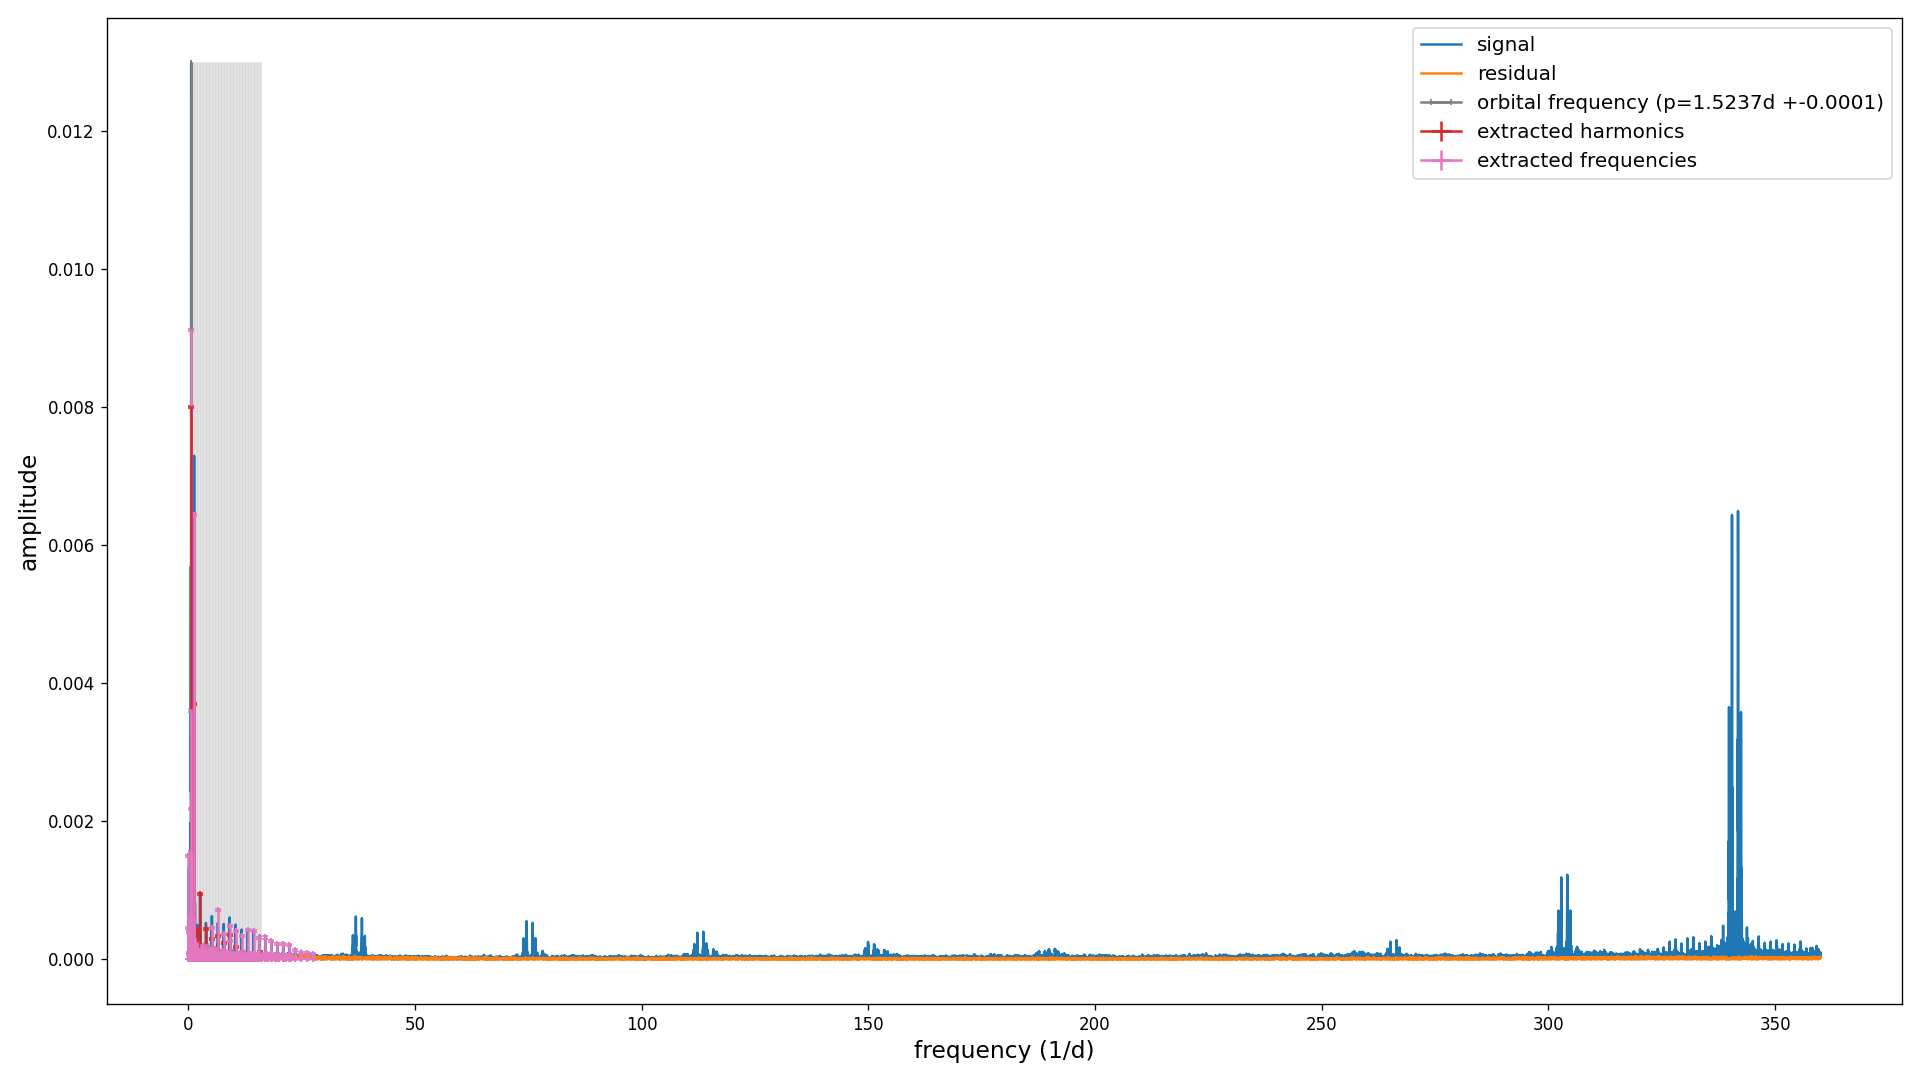 signal
residual
orbital frequency (p=1.5237d +-0.0001)
extracted harmonics
extracted frequencies
0.012
0.010
0.008
0.006
0.004
0.002
0.000
amplitude
0 50 100 150 200 250 300 350
frequency (1/d)